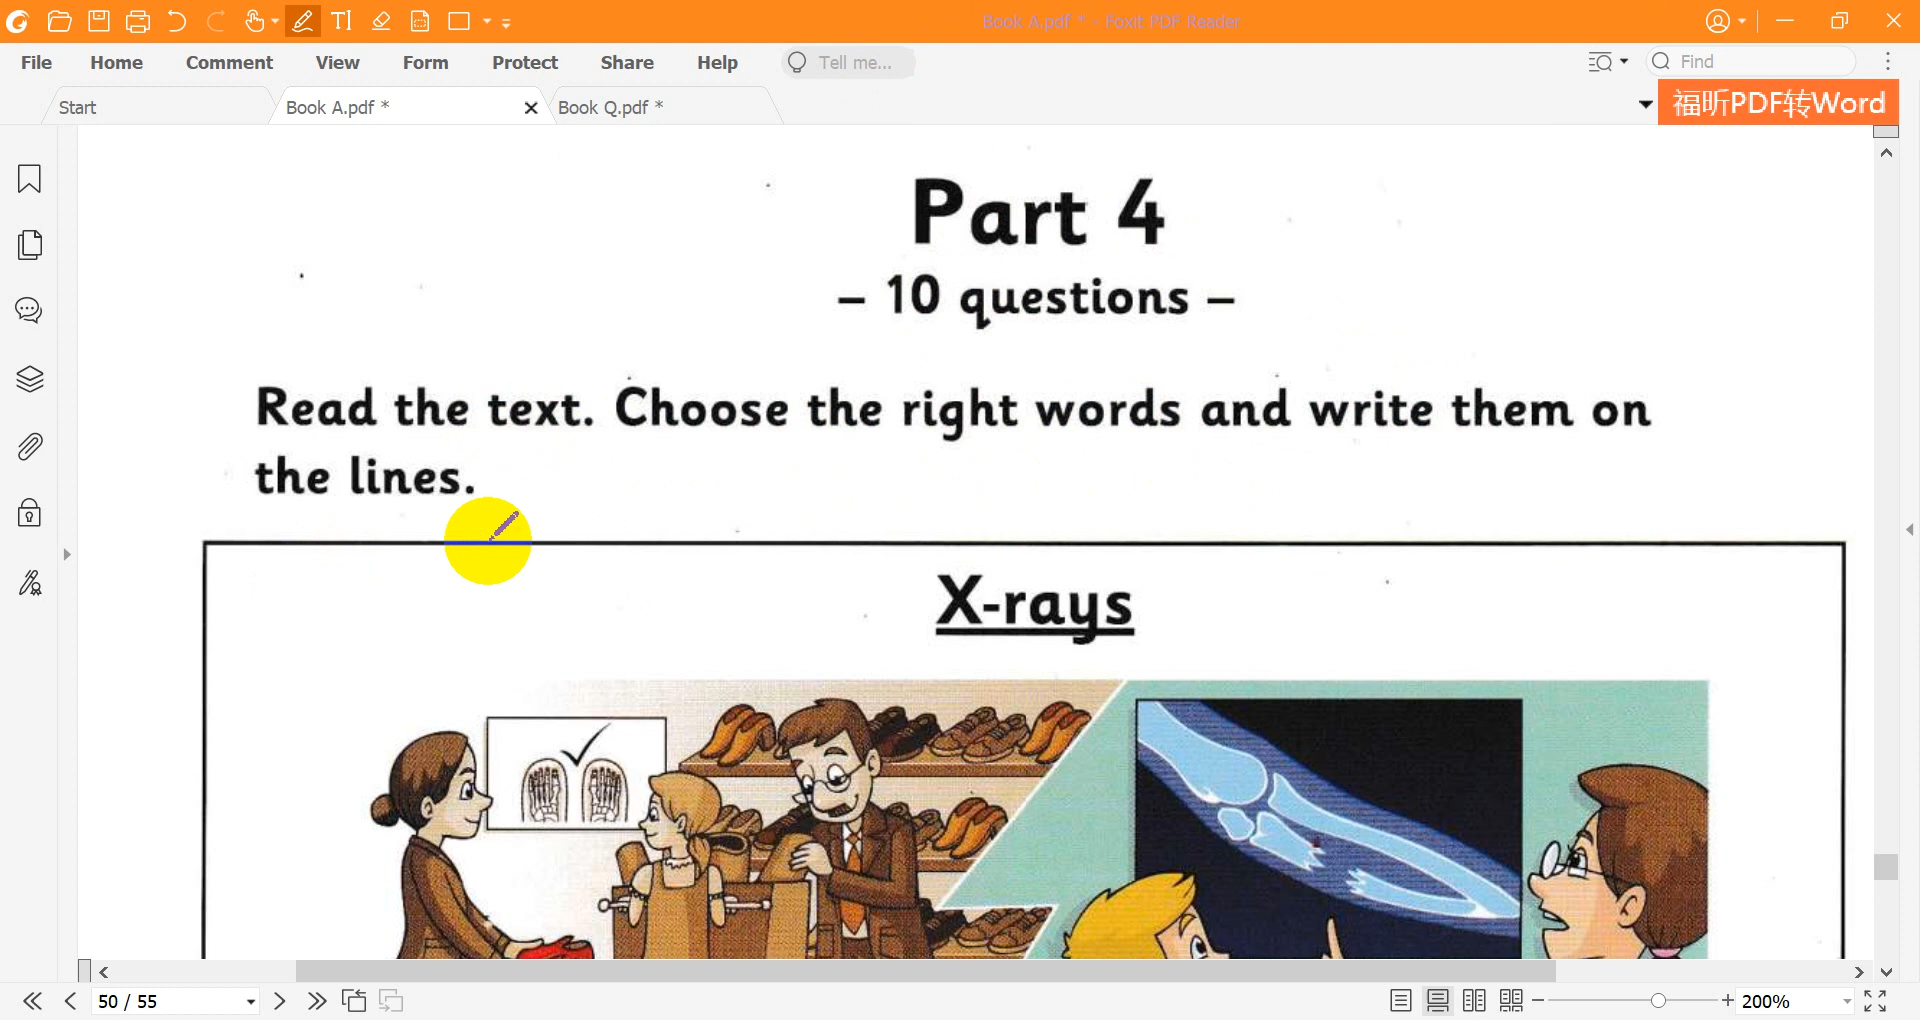 Book A.pdf * - Foxit PDF Reader
File Home Comment View Form Protect Share Help Tell me... Find
Start Book A.pdf * Book Q.pdf * 福昕PDF转Word
Part 4
– 10 questions –
Read the text. Choose the right words and write them on
the lines.
X-rays
50 / 55 200%